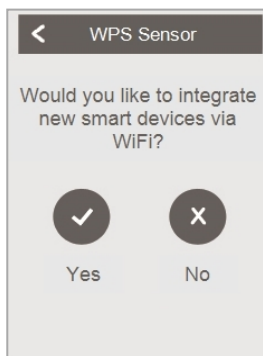 WPS Sensor
Would you like to integrate
new smart devices via
WiFi?
Yes No